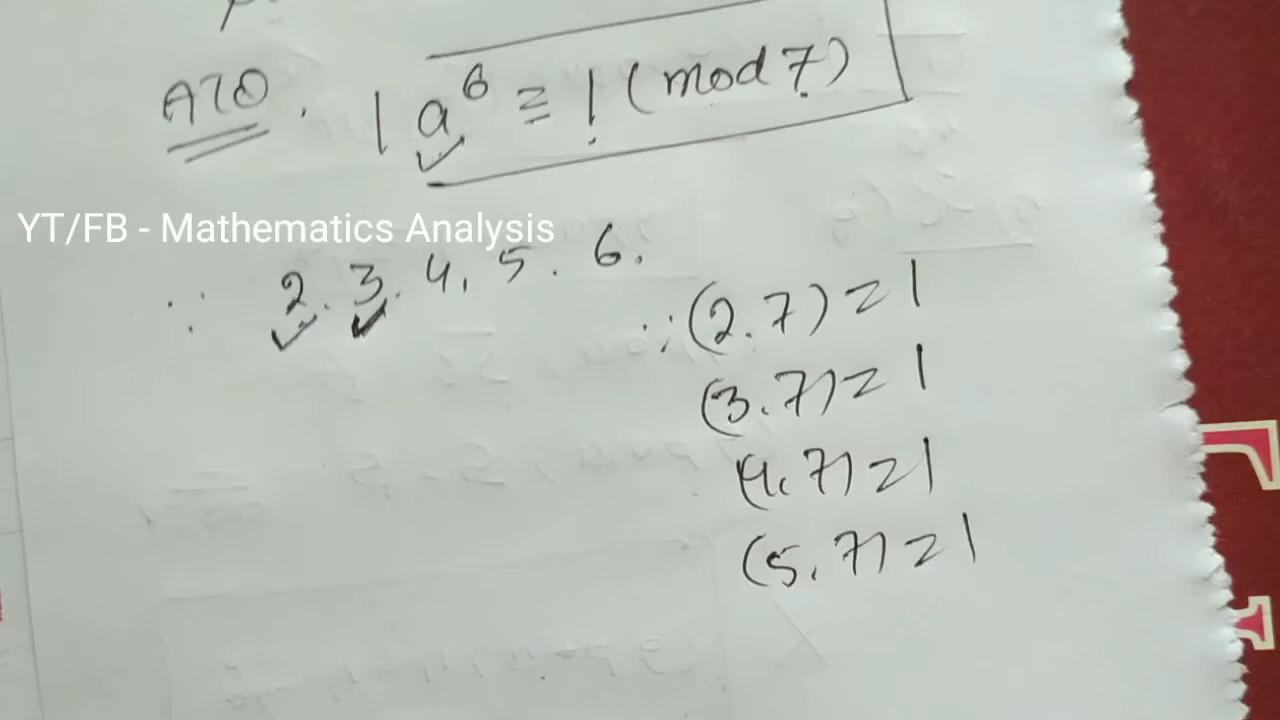 ATQ. | a⁶ ≡ 1 (mod 7)
YT/FB - Mathematics Analysis
∵ 2. 3. 4, 5. 6.
∵ (2.7) = 1
(3.7) = 1
(4, 7) = 1
(5, 7) = 1